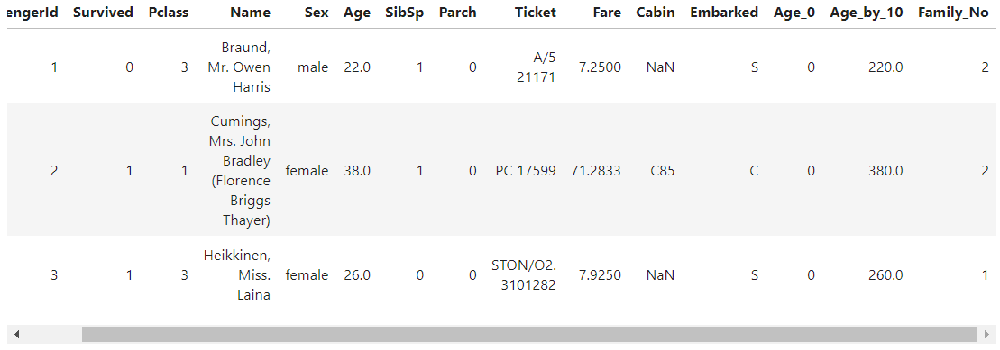 engerId Survived Pclass Name Sex Age SibSp Parch Ticket Fare Cabin Embarked Age_0 Age_by_10 Family_No
1 0 3 Braund, Mr. Owen Harris male 22.0 1 0 A/5 21171 7.2500 NaN S 0 220.0 2
2 1 1 Cumings, Mrs. John Bradley (Florence Briggs Thayer) female 38.0 1 0 PC 17599 71.2833 C85 C 0 380.0 2
3 1 3 Heikkinen, Miss. Laina female 26.0 0 0 STON/O2. 3101282 7.9250 NaN S 0 260.0 1